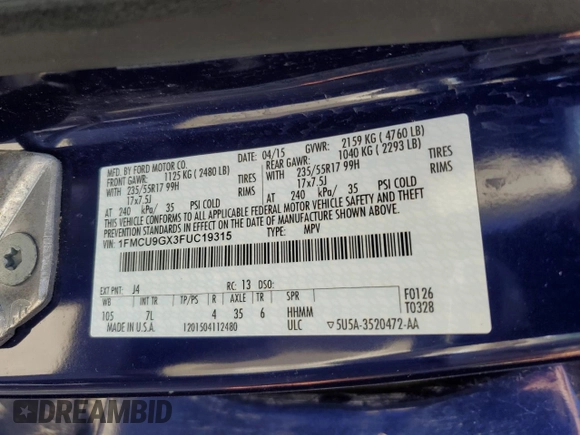 MFD. BY FORD MOTOR CO.
04/15 GVWR: 2159 KG ( 4760 LB)
FRONT GAWR: 1125 KG ( 2480 LB) REAR GAWR: 1040 KG ( 2293 LB)
WITH 235/55R17 99H TIRES WITH 235/55R17 99H TIRES
17x7.5J RIMS 17x7.5J RIMS
AT 240 kPa/ 35 PSI COLD AT 240 kPa/ 35 PSI COLD
THIS VEHICLE CONFORMS TO ALL APPLICABLE FEDERAL MOTOR VEHICLE SAFETY AND BUMPER STANDARDS, AND THEFT
PREVENTION STANDARDS IN EFFECT ON THE DATE OF MANUFACTURE SHOWN ABOVE.
VIN: 1FMCU9GX3FUC19315 TYPE: MPV
EXT PNT: J4 RC: 13 DSO: F0126
WB INT TR TP/PS R AXLE TR SPR T0328
105 7L 4 35 6 HHMM
MADE IN U.S.A. 1201504112480 ULC ▽5U5A-3520472-AA
DREAMBID